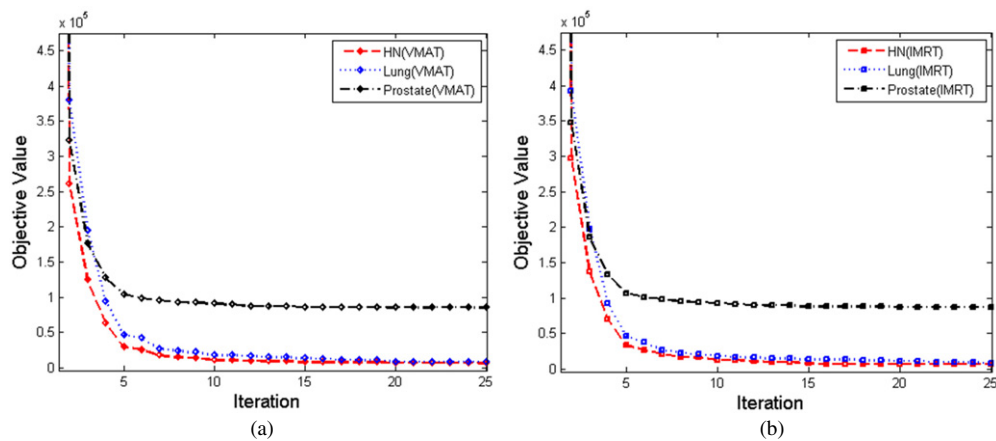 x 10^5
4.5
4
3.5
3
2.5
2
1.5
1
0.5
0
Objective Value
HN(VMAT)
Lung(VMAT)
Prostate(VMAT)
5
10
15
20
25
Iteration
(a)
x 10^5
4.5
4
3.5
3
2.5
2
1.5
1
0.5
0
Objective Value
HN(IMRT)
Lung(IMRT)
Prostate(IMRT)
5
10
15
20
25
Iteration
(b)